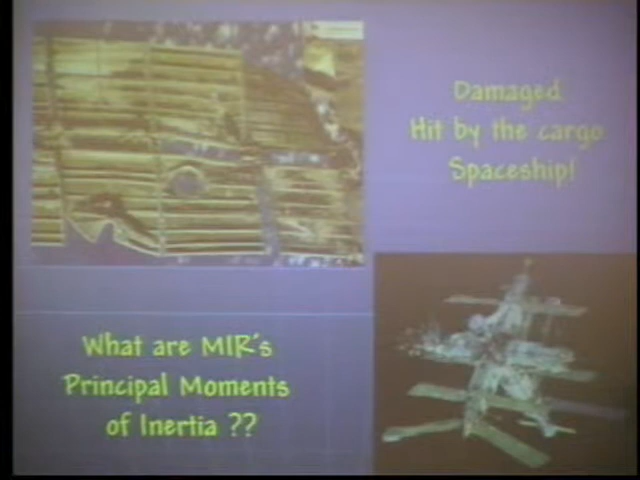 Damaged
Hit by the cargo
Spaceship!
What are MIR's
Principal Moments
of Inertia ??